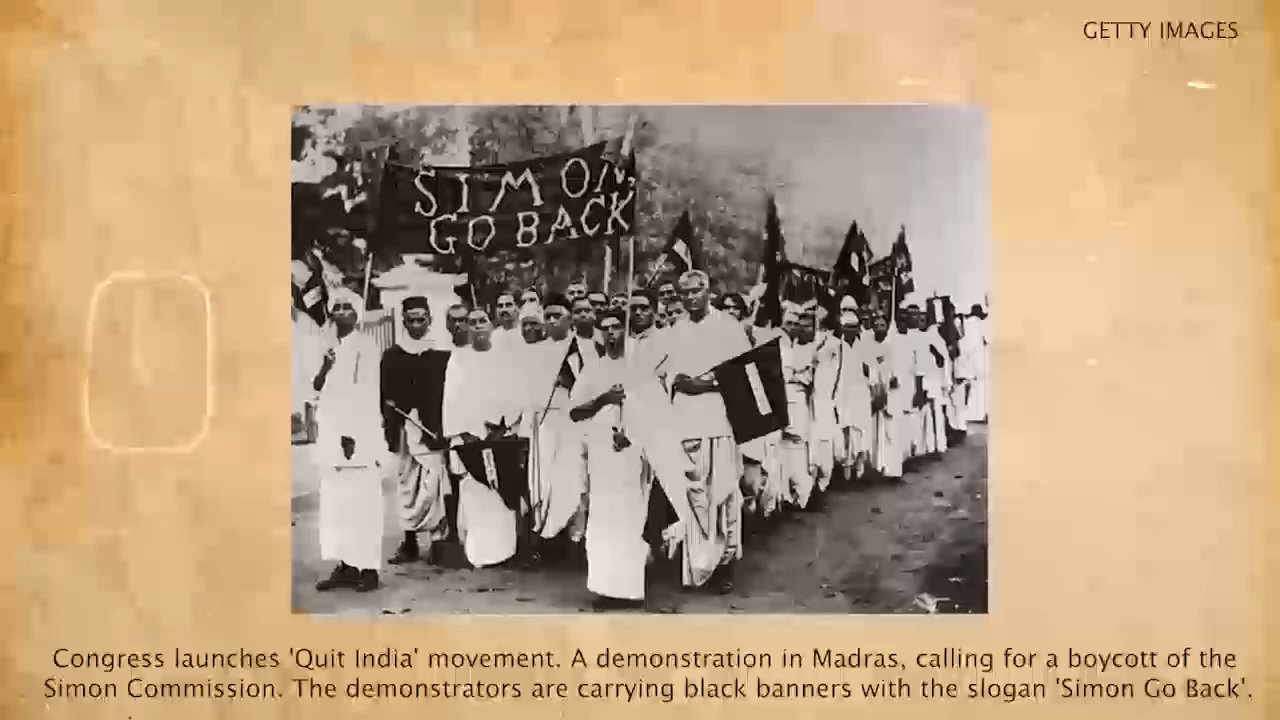 GETTY IMAGES
SIMON
GO BACK
Congress launches 'Quit India' movement. A demonstration in Madras, calling for a boycott of the
Simon Commission. The demonstrators are carrying black banners with the slogan 'Simon Go Back'.